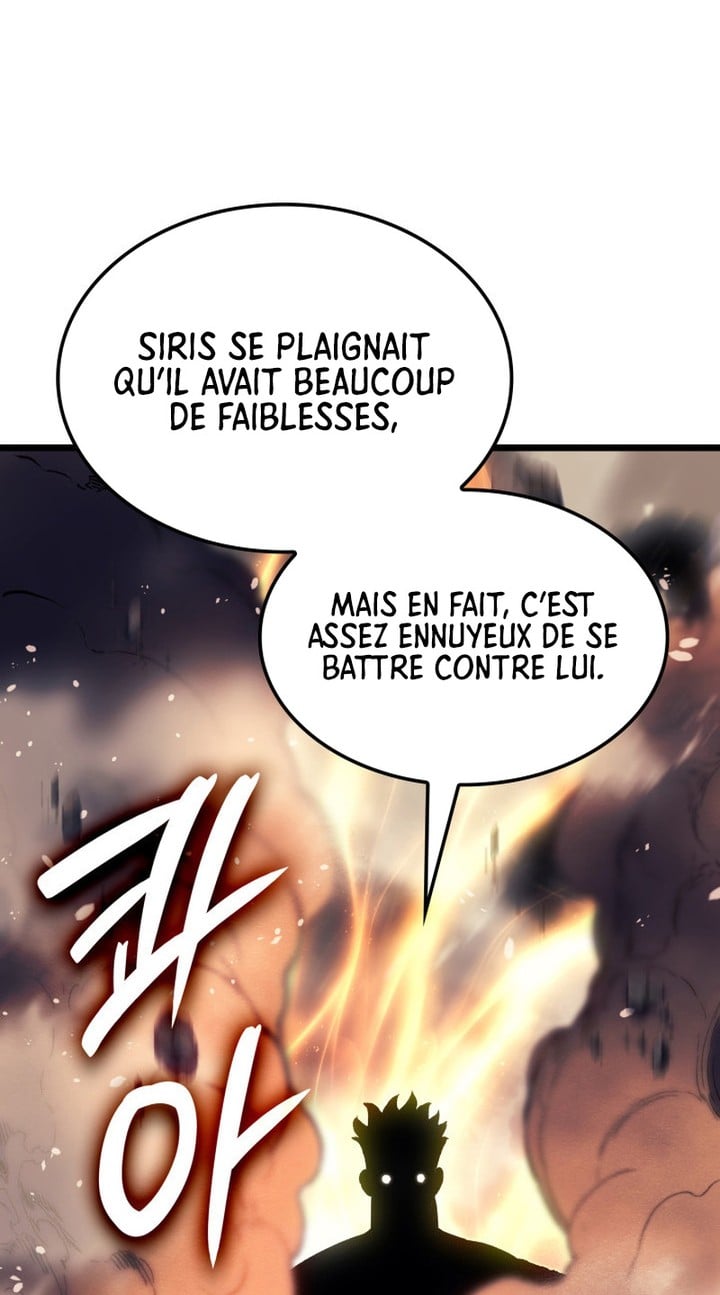 SIRIS SE PLAIGNAIT
QU'IL AVAIT BEAUCOUP
DE FAIBLESSES,
MAIS EN FAIT, C'EST
ASSEZ ENNUYEUX DE SE
BATTRE CONTRE LUI.
콰
아